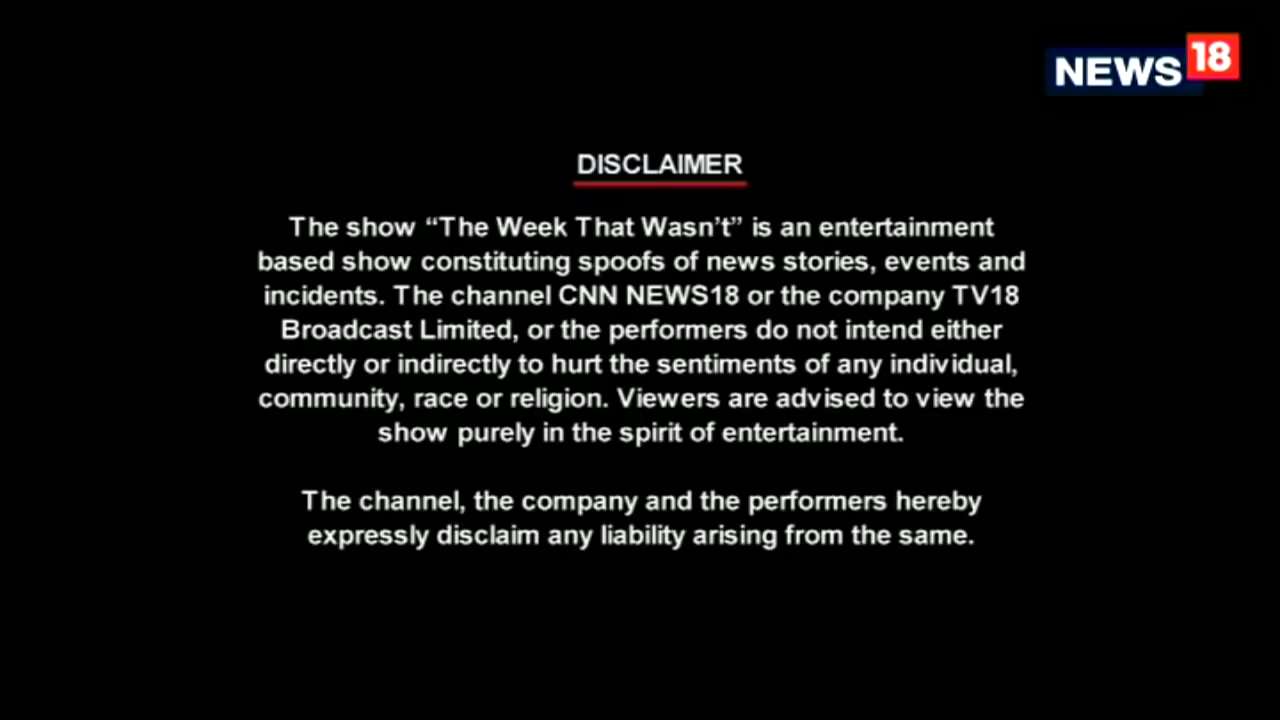 NEWS 18
DISCLAIMER
The show “The Week That Wasn’t” is an entertainment
based show constituting spoofs of news stories, events and
incidents. The channel CNN NEWS18 or the company TV18
Broadcast Limited, or the performers do not intend either
directly or indirectly to hurt the sentiments of any individual,
community, race or religion. Viewers are advised to view the
show purely in the spirit of entertainment.
The channel, the company and the performers hereby
expressly disclaim any liability arising from the same.